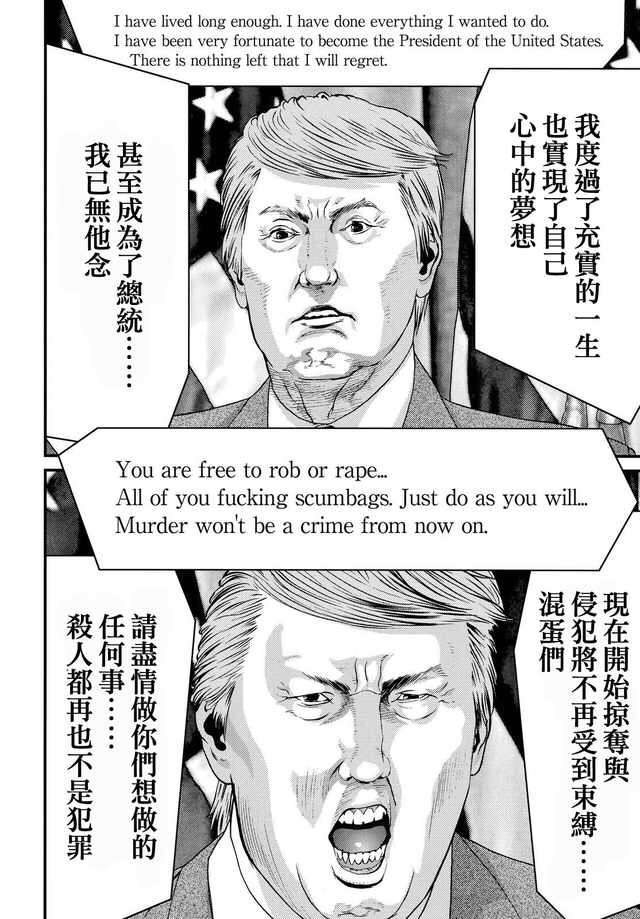 I have lived long enough. I have done everything I wanted to do.
I have been very fortunate to become the President of the United States.
There is nothing left that I will regret.
我度過了充實的一生
也實現了自己
心中的夢想
甚至成為了總統……
我已無他念
You are free to rob or rape...
All of you fucking scumbags. Just do as you will...
Murder won't be a crime from now on.
現在開始掠奪與
侵犯將不再受到束縛……
混蛋們
請盡情做你們想做的
任何事……
殺人都再也不是犯罪